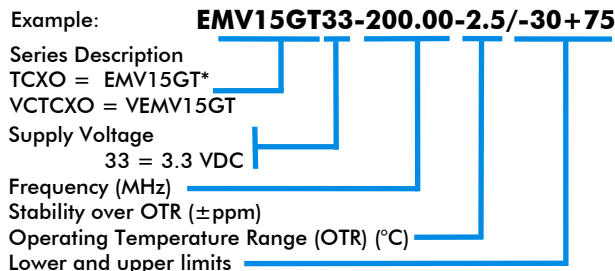 Example: EMV15GT33-200.00-2.5/-30+75
Series Description
TCXO = EMV15GT*
VCTCXO = VEMV15GT
Supply Voltage
33 = 3.3 VDC
Frequency (MHz)
Stability over OTR (±ppm)
Operating Temperature Range (OTR) (°C)
Lower and upper limits